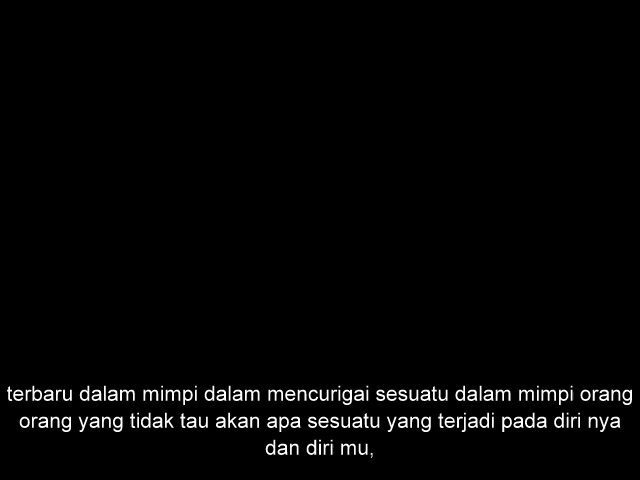 terbaru dalam mimpi dalam mencurigai sesuatu dalam mimpi orang
orang yang tidak tau akan apa sesuatu yang terjadi pada diri nya
dan diri mu,